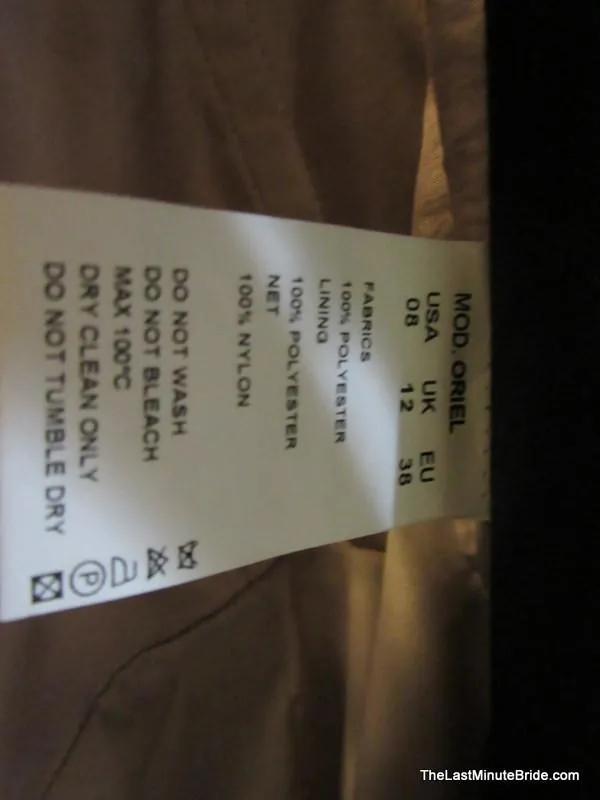 MOD. ORIEL
USA UK EU
08 12 38
FABRICS
100% POLYESTER
LINING
100% POLYESTER
NET
100% NYLON
DO NOT WASH
DO NOT BLEACH
MAX 100°C
DRY CLEAN ONLY
DO NOT TUMBLE DRY
P
TheLastMinuteBride.com